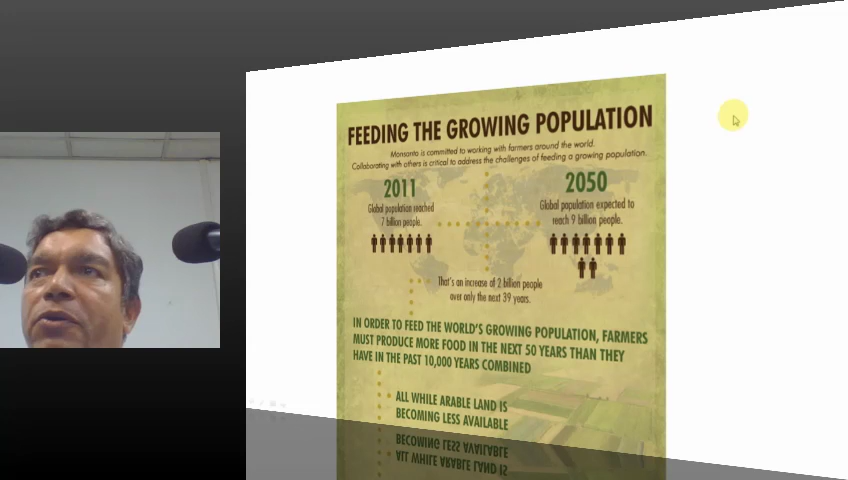 FEEDING THE GROWING POPULATION
Monsanto is committed to working with farmers around the world.
Collaborating with others is critical to address the challenges of feeding a growing population.
2011
Global population reached
7 billion people.
2050
Global population expected to
reach 9 billion people.
That's an increase of 2 billion people
over only the next 39 years.
IN ORDER TO FEED THE WORLD'S GROWING POPULATION, FARMERS
MUST PRODUCE MORE FOOD IN THE NEXT 50 YEARS THAN THEY
HAVE IN THE PAST 10,000 YEARS COMBINED
ALL WHILE ARABLE LAND IS
BECOMING LESS AVAILABLE